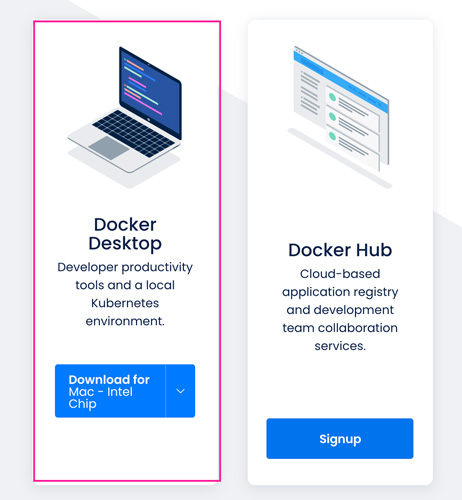 Docker
Desktop
Developer productivity
tools and a local
Kubernetes
environment.
Download for
Mac - Intel
Chip
Docker Hub
Cloud-based
application registry
and development
team collaboration
services.
Signup